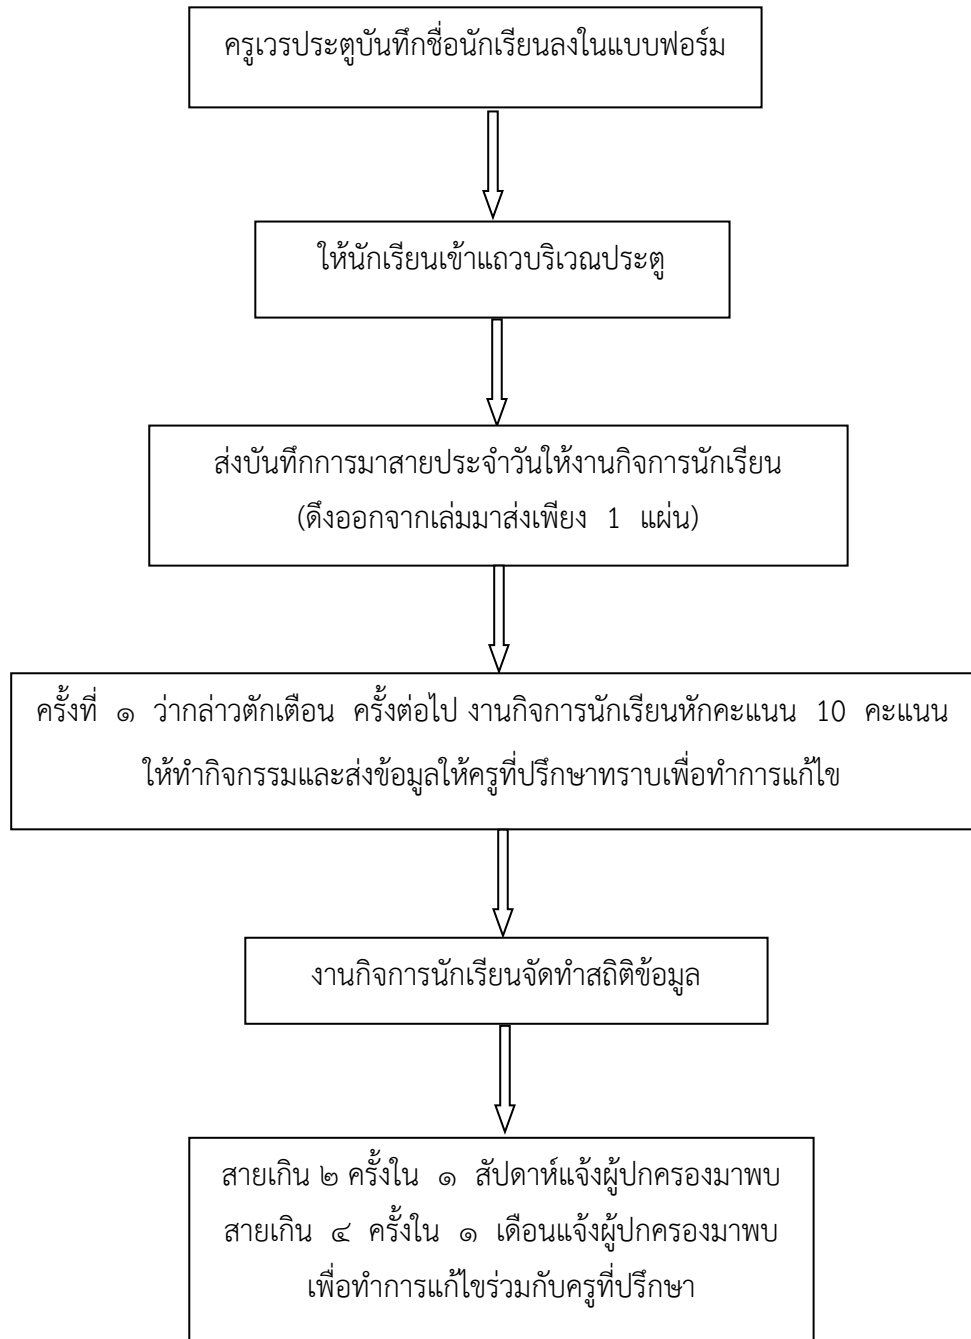 ครูเวรประตูบันทึกชื่อนักเรียนลงในแบบฟอร์ม
ให้นักเรียนเข้าแถวบริเวณประตู
ส่งบันทึกการมาสายประจำวันให้งานกิจการนักเรียน
(ดึงออกจากเล่มมาส่งเพียง 1 แผ่น)
ครั้งที่ ๑ ว่ากล่าวตักเตือน ครั้งต่อไป งานกิจการนักเรียนหักคะแนน 10 คะแนน
ให้ทำกิจกรรมและส่งข้อมูลให้ครูที่ปรึกษาทราบเพื่อทำการแก้ไข
งานกิจการนักเรียนจัดทำสถิติข้อมูล
สายเกิน ๒ ครั้งใน ๑ สัปดาห์แจ้งผู้ปกครองมาพบ
สายเกิน ๔ ครั้งใน ๑ เดือนแจ้งผู้ปกครองมาพบ
เพื่อทำการแก้ไขร่วมกับครูที่ปรึกษา